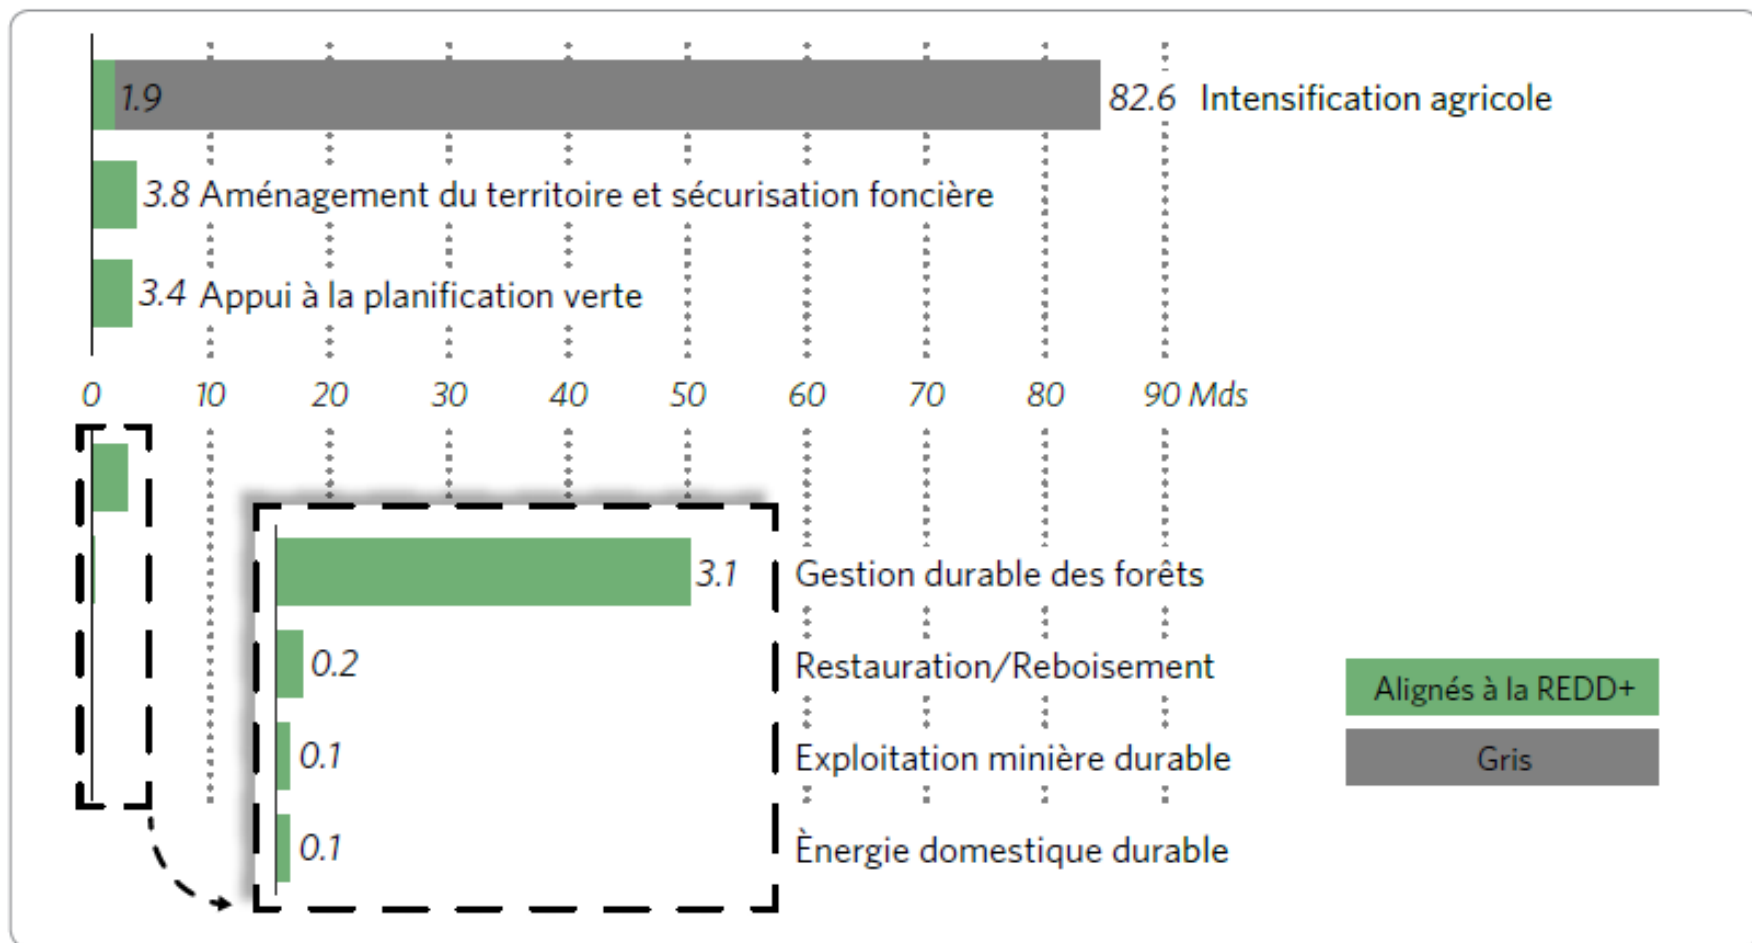 1.9 82.6 Intensification agricole
3.8 Aménagement du territoire et sécurisation foncière
3.4 Appui à la planification verte
0 10 20 30 40 50 60 70 80 90 Mds
3.1 Gestion durable des forêts
0.2 Restauration/Reboisement
Alignés à la REDD+
0.1 Exploitation minière durable
Gris
0.1 Ènergie domestique durable